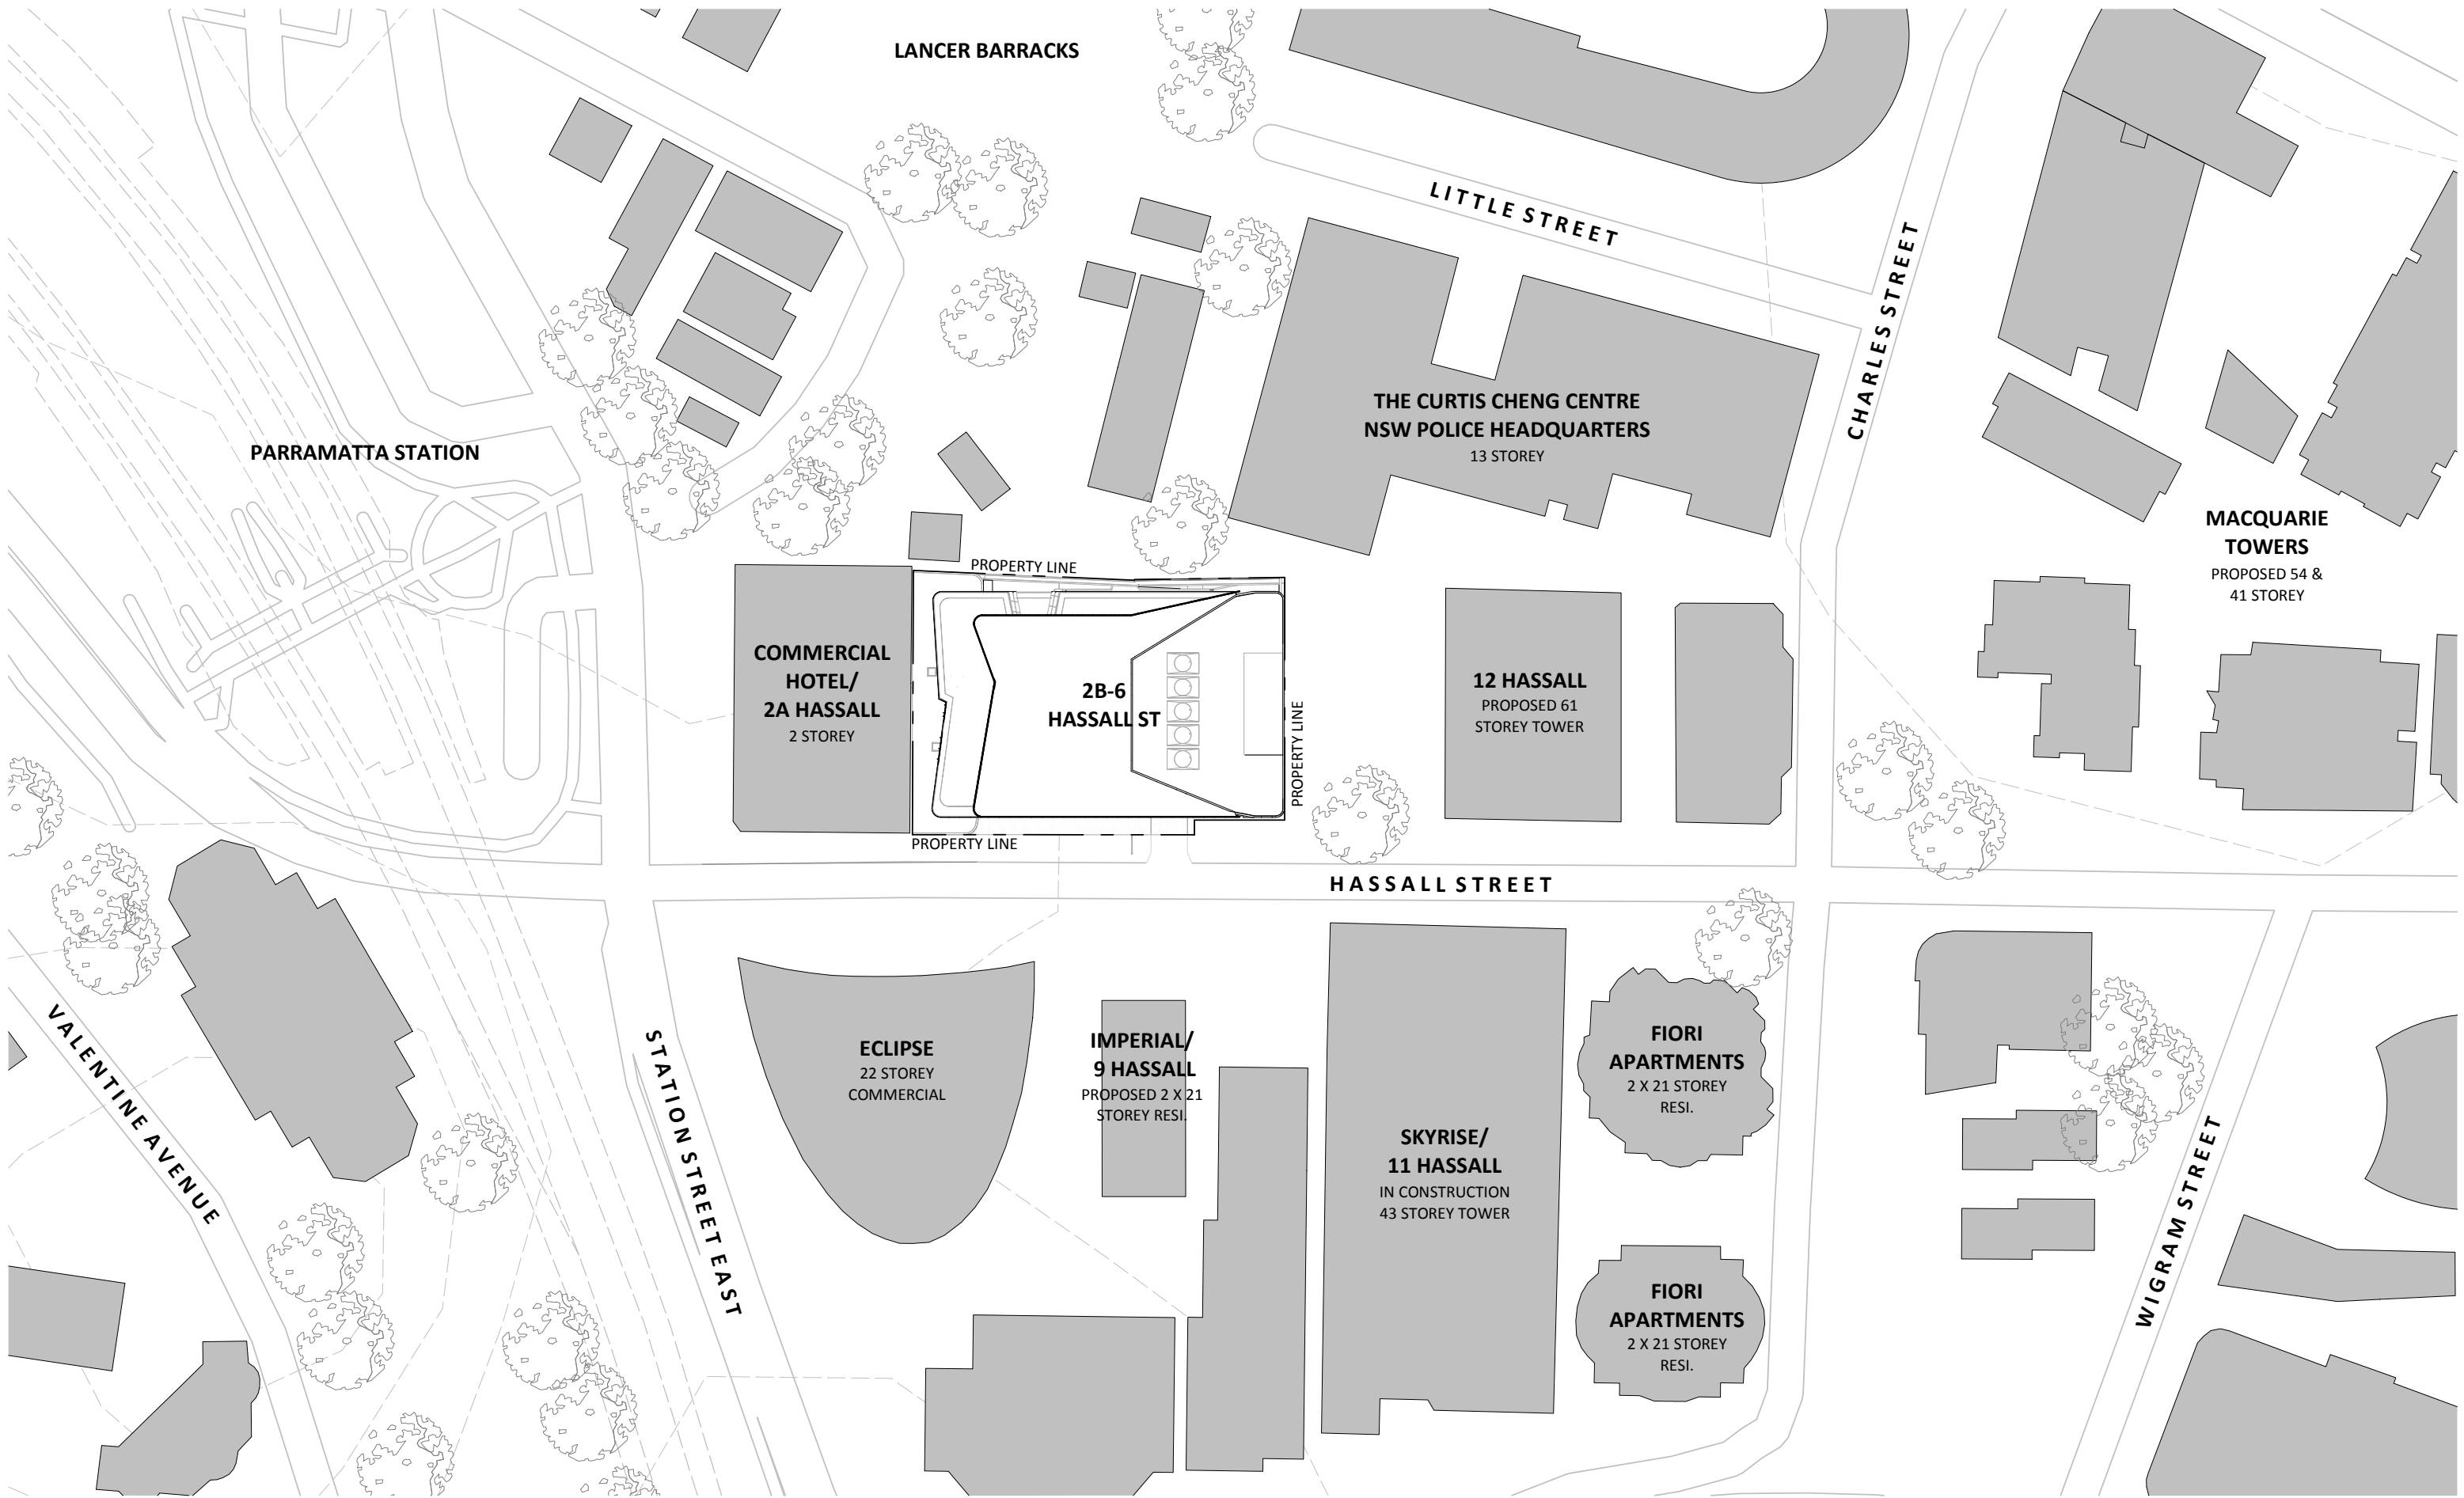 LANCER BARRACKS
LITTLE STREET
CHARLES STREET
PARRAMATTA STATION
THE CURTIS CHENG CENTRE
NSW POLICE HEADQUARTERS
13 STOREY
MACQUARIE
TOWERS
PROPOSED 54 &
41 STOREY
PROPERTY LINE
COMMERCIAL
HOTEL/
2A HASSALL
2 STOREY
2B-6
HASSALL ST
PROPERTY LINE
12 HASSALL
PROPOSED 61
STOREY TOWER
PROPERTY LINE
HASSALL STREET
VALENTINE AVENUE
STATION STREET EAST
ECLIPSE
22 STOREY
COMMERCIAL
IMPERIAL/
9 HASSALL
PROPOSED 2 X 21
STOREY RESI.
SKYRISE/
11 HASSALL
IN CONSTRUCTION
43 STOREY TOWER
FIORI
APARTMENTS
2 X 21 STOREY
RESI.
FIORI
APARTMENTS
2 X 21 STOREY
RESI.
WIGRAM STREET